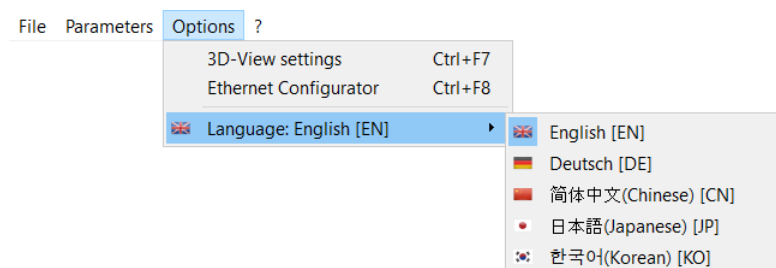 File Parameters Options ?
3D-View settings Ctrl+F7
Ethernet Configurator Ctrl+F8
Language: English [EN]
English [EN]
Deutsch [DE]
简体中文(Chinese) [CN]
日本語(Japanese) [JP]
한국어(Korean) [KO]